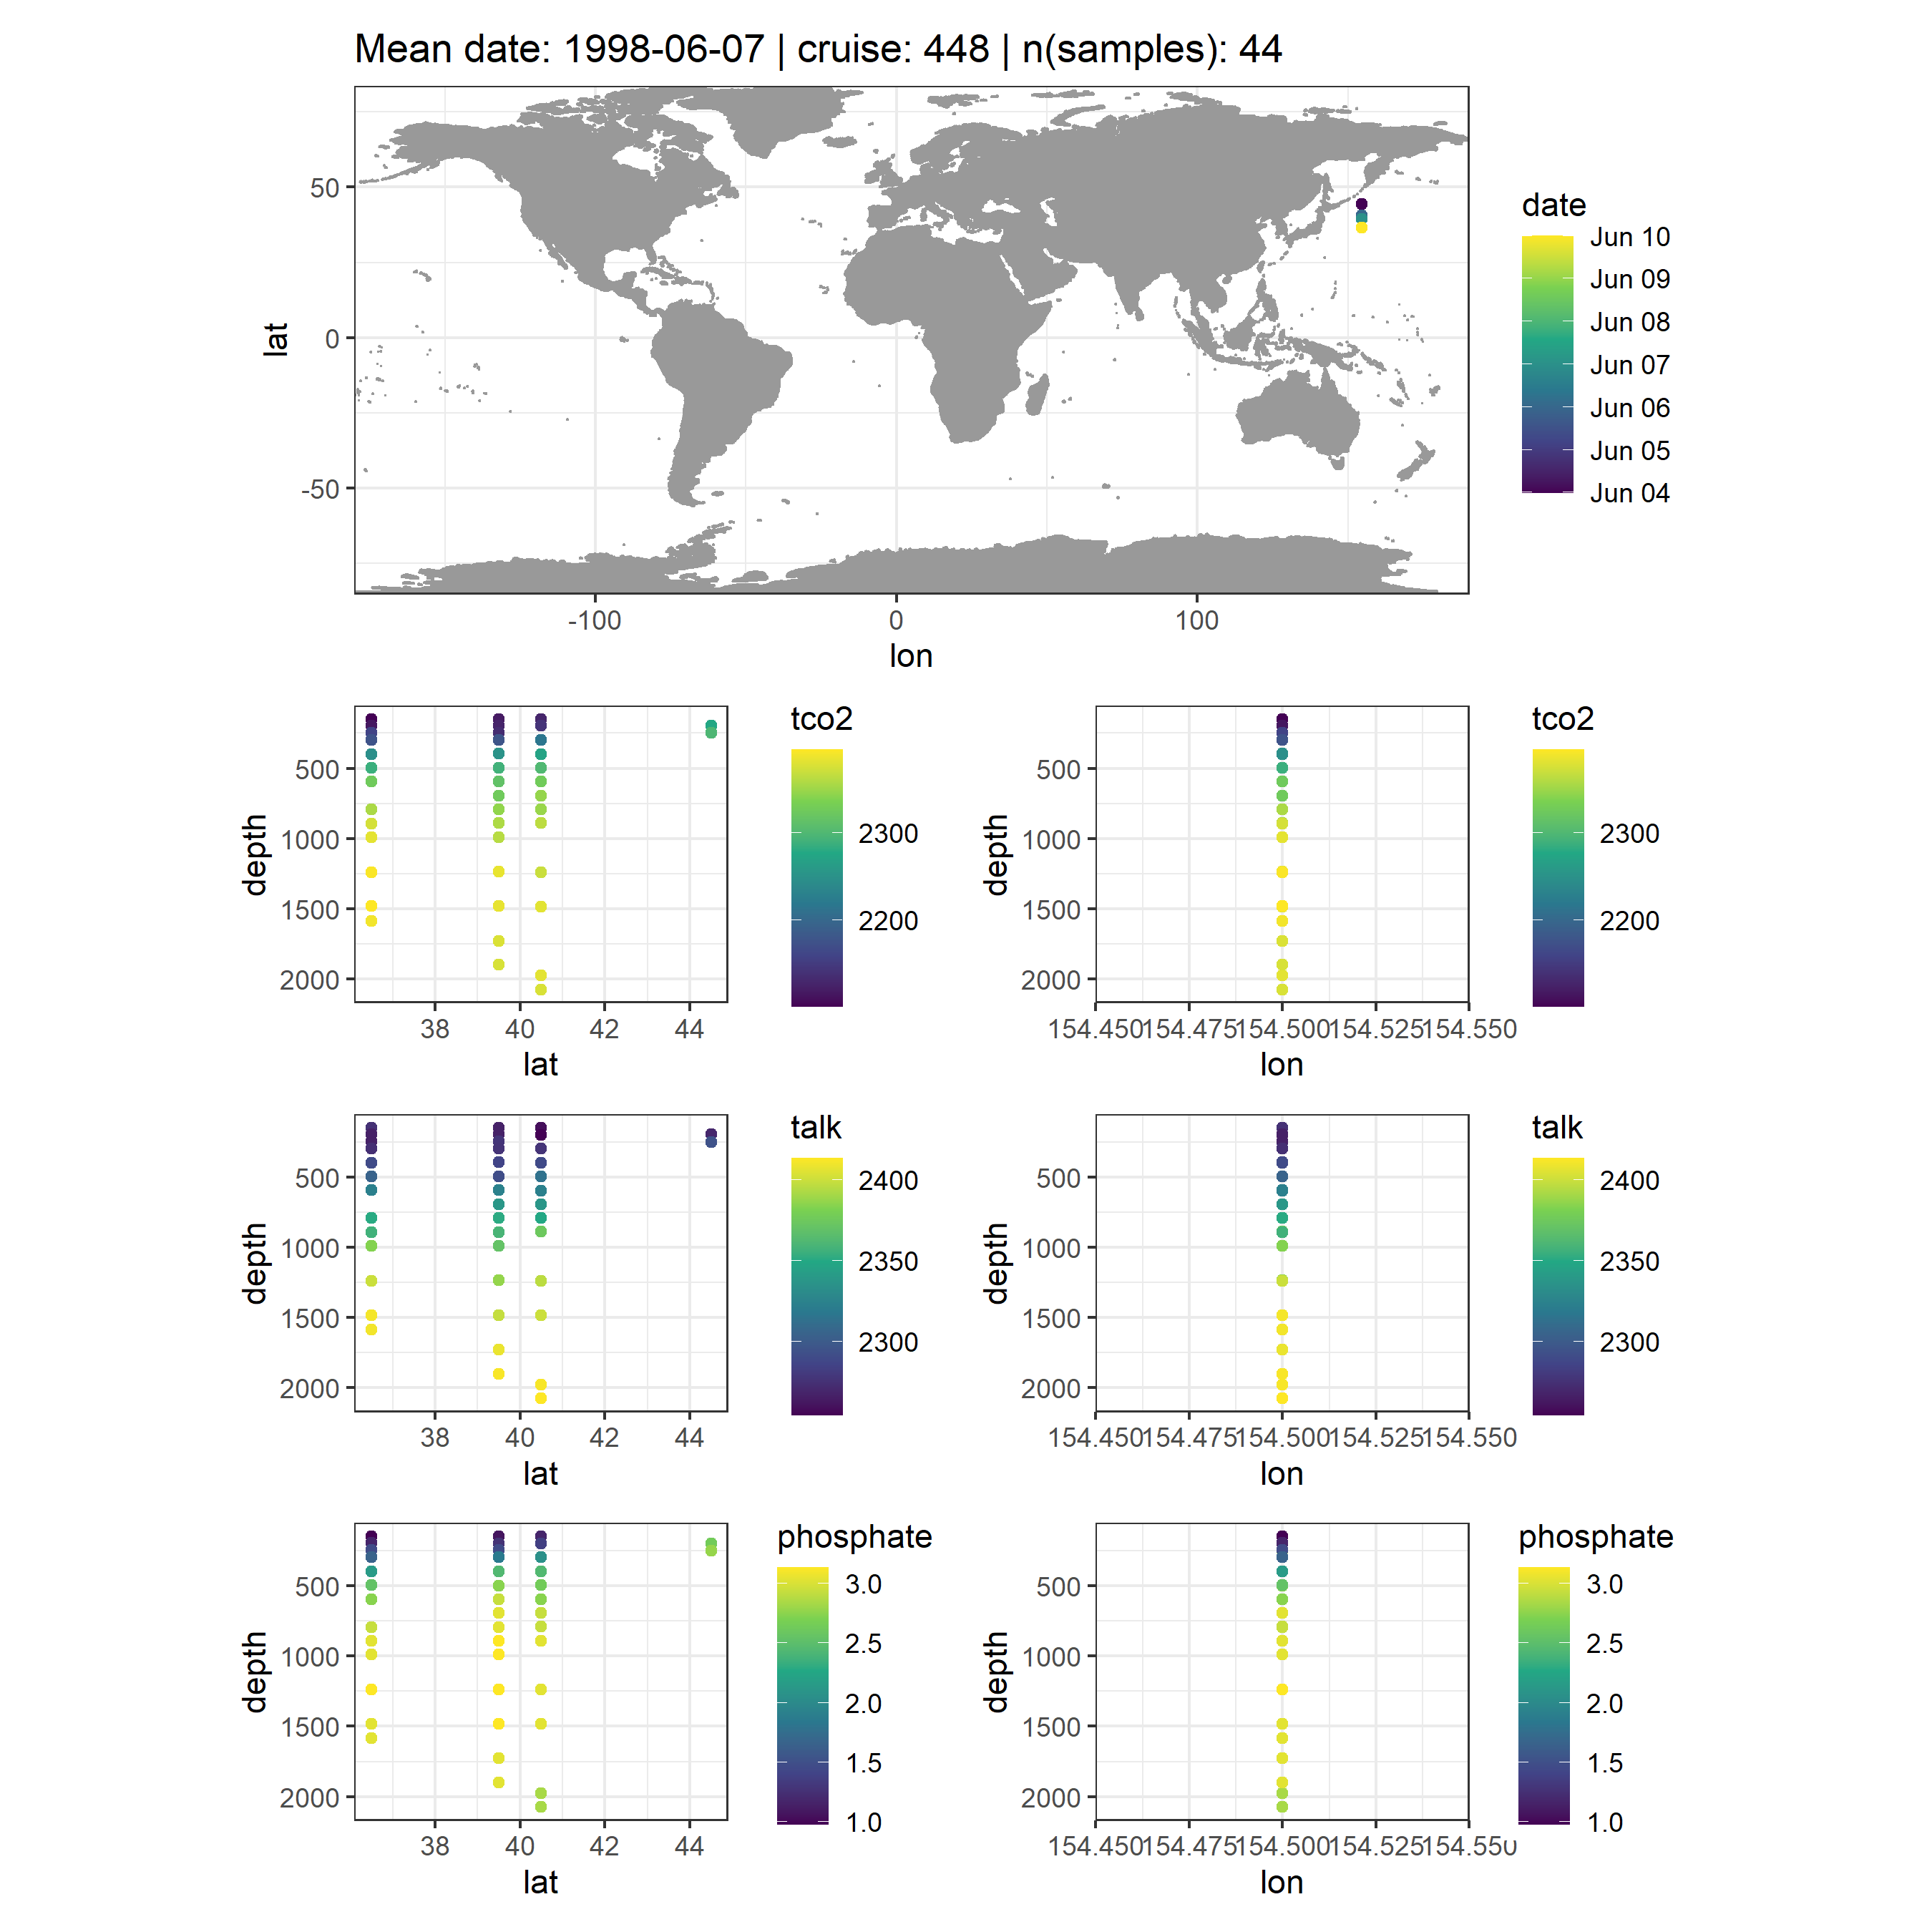 Mean date: 1998-06-07 | cruise: 448 | n(samples): 44
lat
50
0
-50
-100 0 100
lon
date
Jun 10
Jun 09
Jun 08
Jun 07
Jun 06
Jun 05
Jun 04
depth
500
1000
1500
2000
38 40 42 44
lat
tco2
2300
2200
depth
500
1000
1500
2000
154.450 154.475 154.500 154.525 154.550
lon
tco2
2300
2200
depth
500
1000
1500
2000
38 40 42 44
lat
talk
2400
2350
2300
depth
500
1000
1500
2000
154.450 154.475 154.500 154.525 154.550
lon
talk
2400
2350
2300
depth
500
1000
1500
2000
38 40 42 44
lat
phosphate
3.0
2.5
2.0
1.5
1.0
depth
500
1000
1500
2000
154.450 154.475 154.500 154.525 154.550
lon
phosphate
3.0
2.5
2.0
1.5
1.0